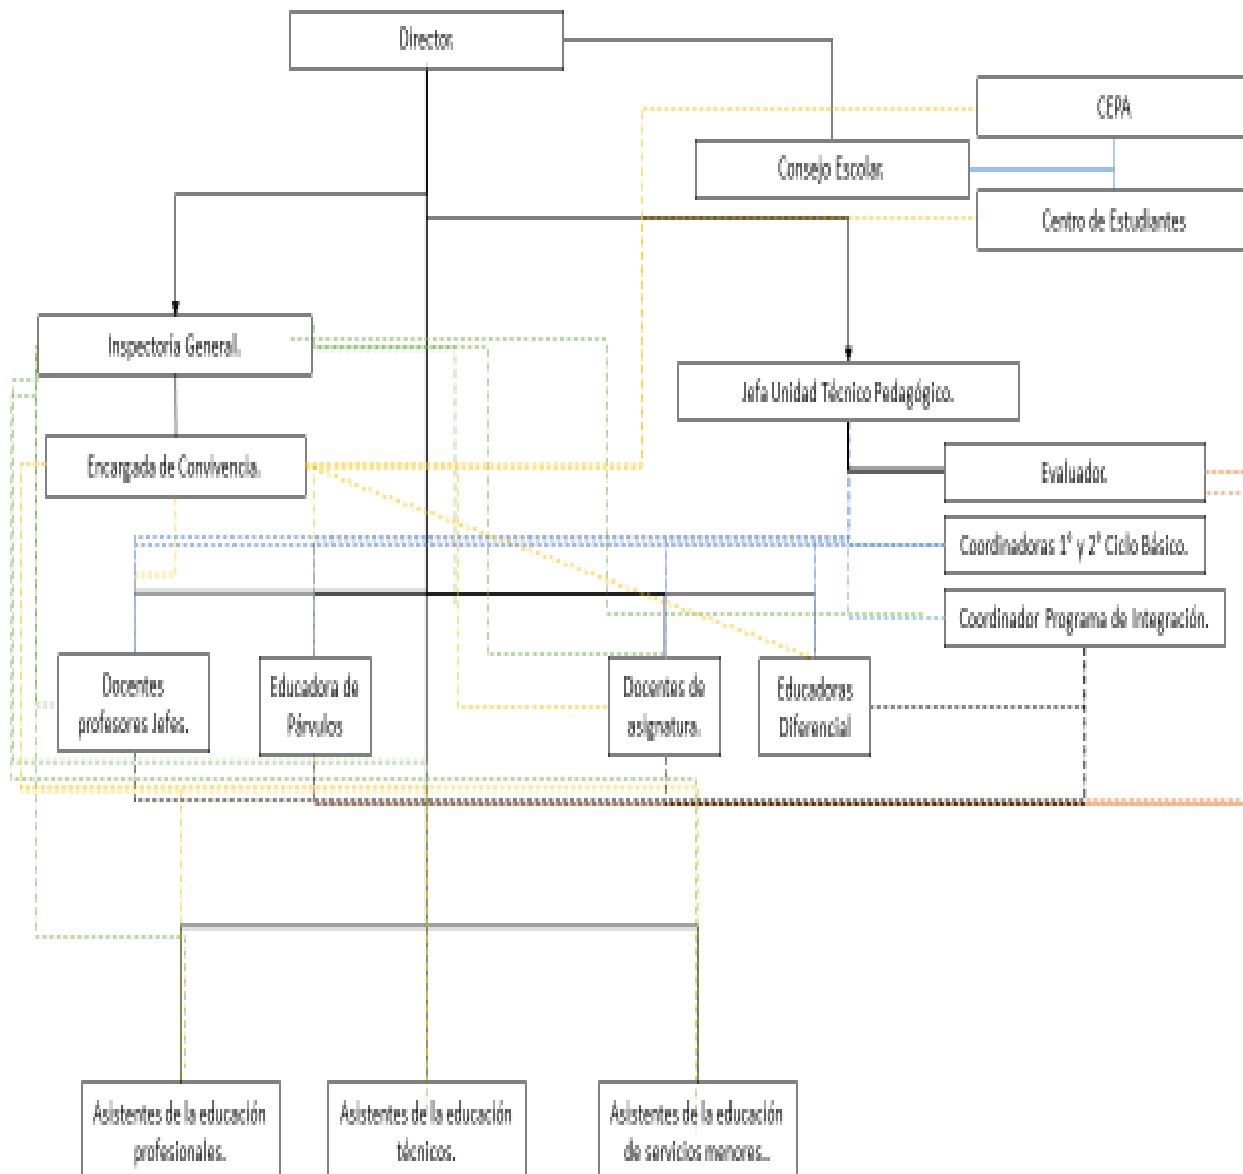 Director.
CEPA
Consejo Escolar.
Centro de Estudiantes
Inspectoría General.
Jefa Unidad Técnico Pedagógico.
Encargada de Convivencia.
Evaluador.
Coordinadoras 1° y 2° Ciclo Básico.
Coordinador Programa de Integración.
Docentes
profesores Jefes.
Educadora de
Párvulos
Docentes de
asignatura.
Educadoras
Diferencial
Asistentes de la educación
profesionales.
Asistentes de la educación
técnicos.
Asistentes de la educación
de servicios menores..